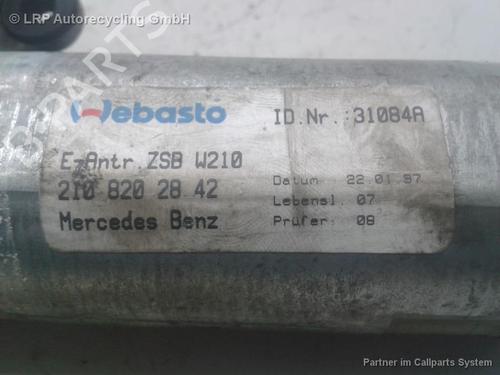 © LRP Autorecycling GmbH
Webasto
ID.Nr.:31084A
E-Antr.ZSB W210
210 820 28 42
Mercedes Benz
Datum 22.01.97
Lebensl. 07
Prüfer: 08
Partner im Callparts System